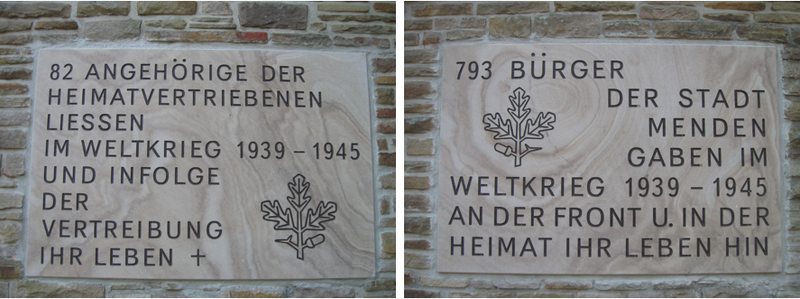 82 ANGEHÖRIGE DER
HEIMATVERTRIEBENEN
LIESSEN
IM WELTKRIEG 1939 – 1945
UND INFOLGE
DER
VERTREIBUNG
IHR LEBEN +
793 BÜRGER
DER STADT
MENDEN
GABEN IM
WELTKRIEG 1939 – 1945
AN DER FRONT U. IN DER
HEIMAT IHR LEBEN HIN